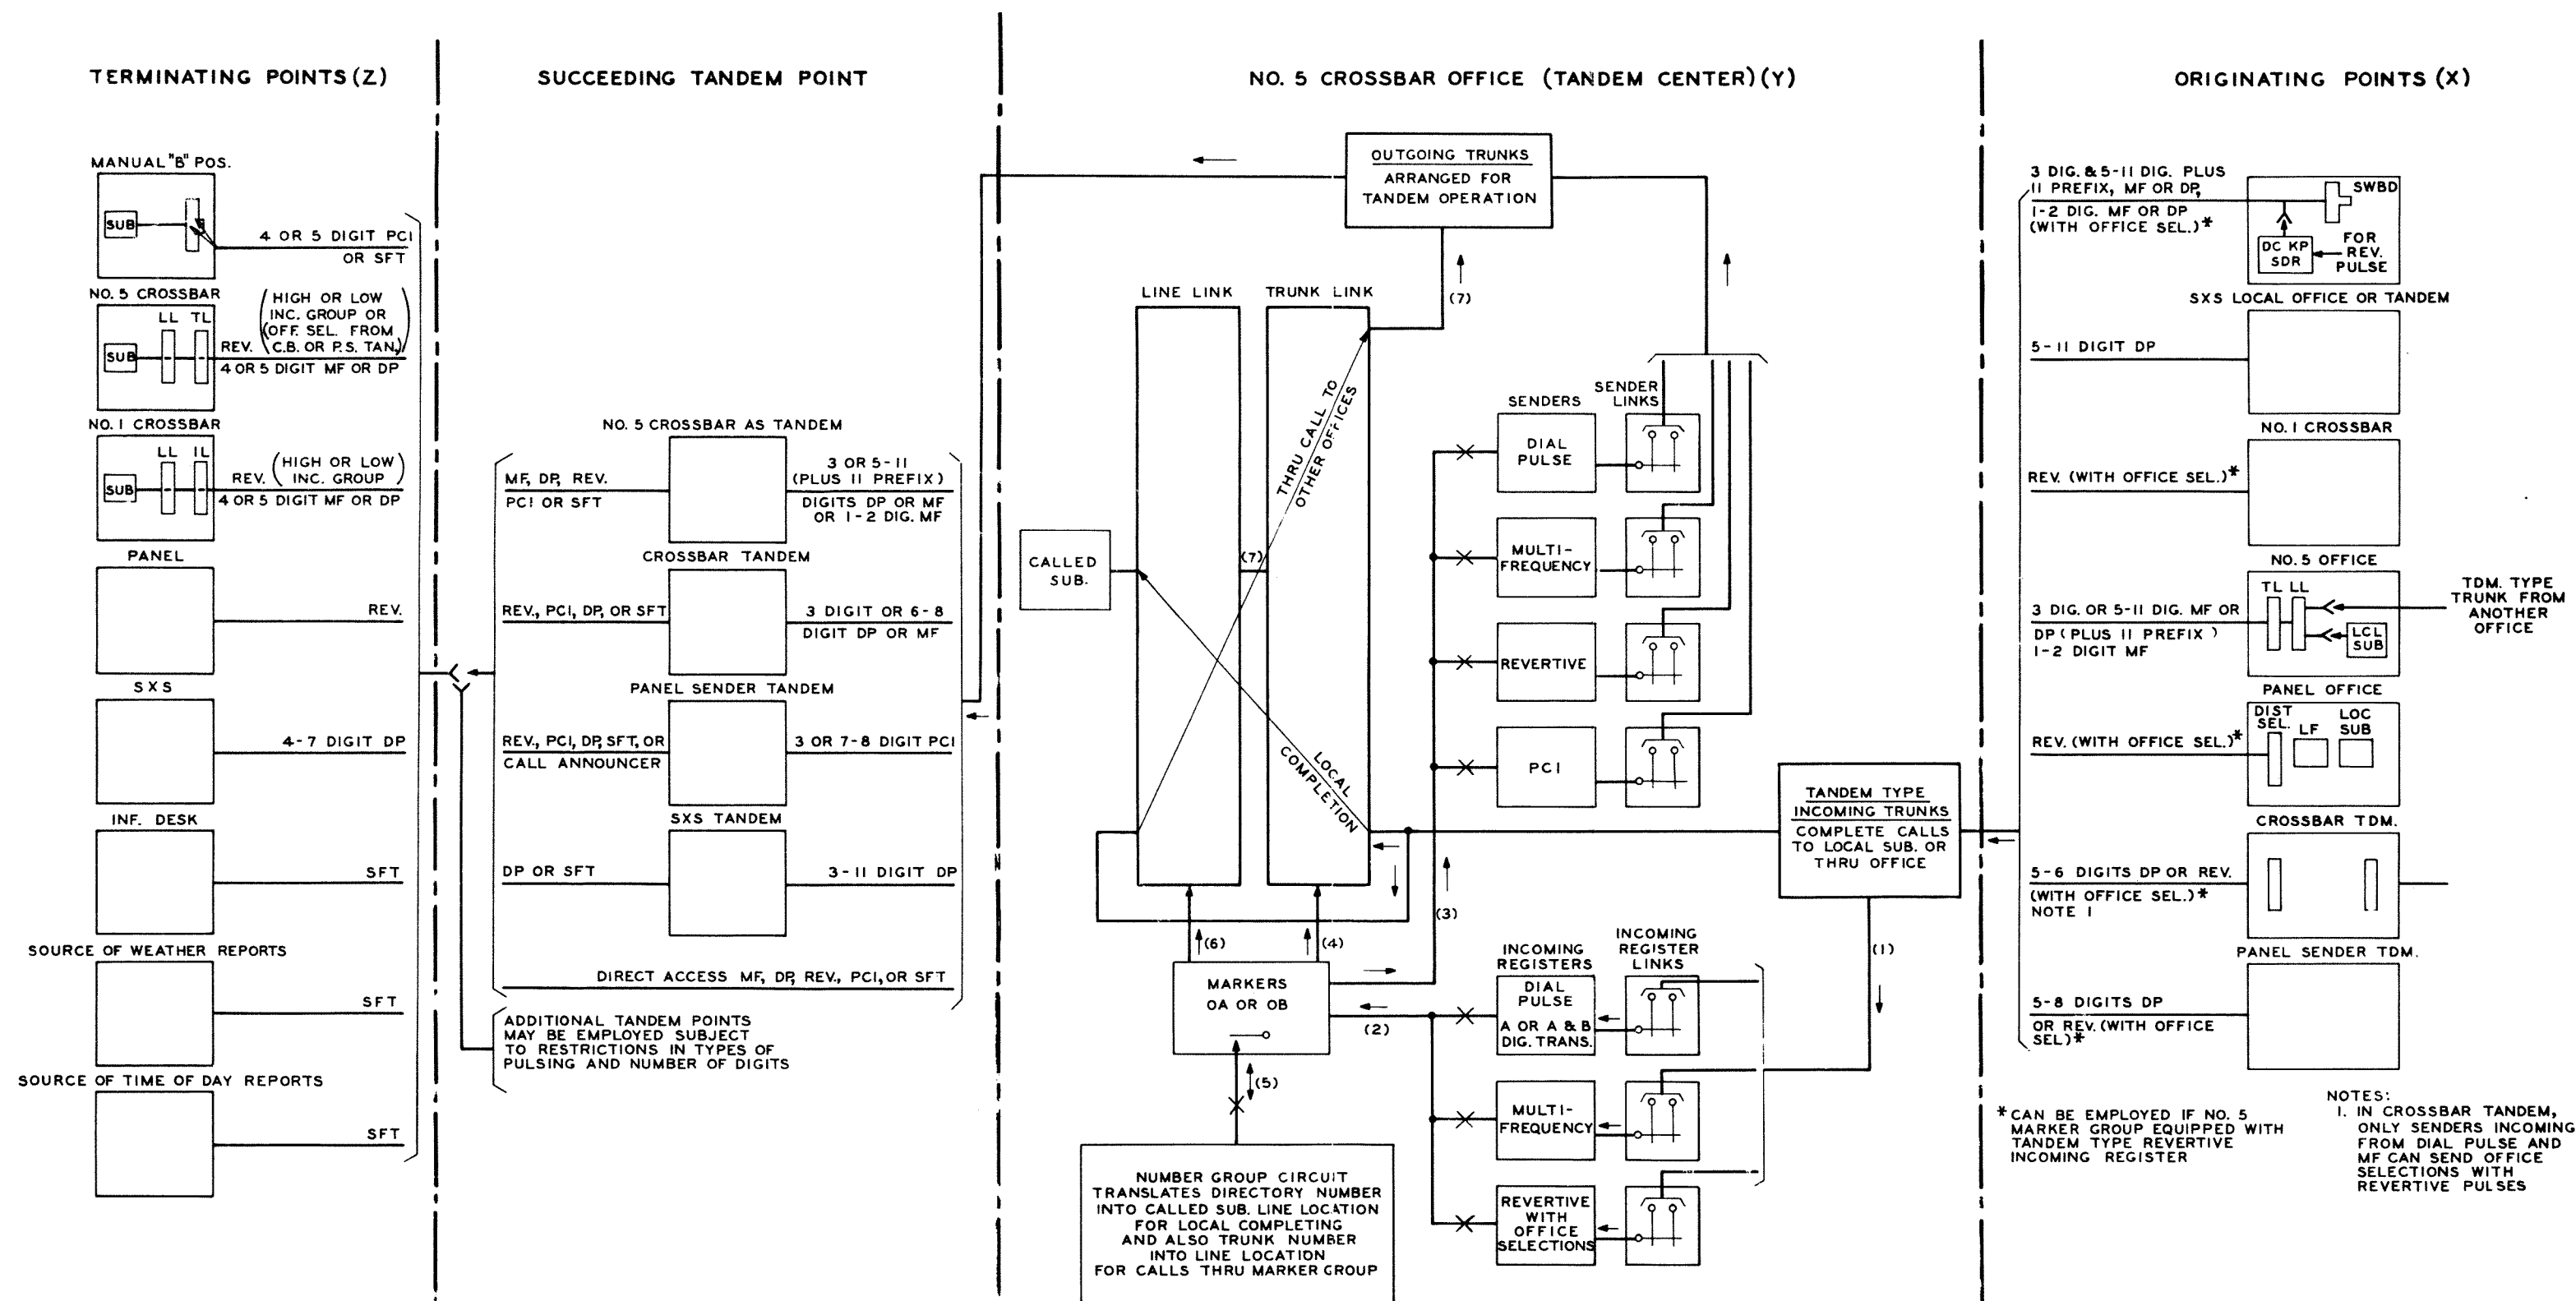 TERMINATING POINTS (Z)
MANUAL "B" POS.
SUB
4 OR 5 DIGIT PCI
OR SFT
NO. 5 CROSSBAR
LL TL
SUB
REV.
(HIGH OR LOW
INC. GROUP OR
(OFF. SEL. FROM
C.B. OR P.S. TAN.))
4 OR 5 DIGIT MF OR DP
NO. 1 CROSSBAR
LL IL
SUB
REV.
(HIGH OR LOW
INC. GROUP)
4 OR 5 DIGIT MF OR DP
PANEL
REV.
SXS
4-7 DIGIT DP
INF. DESK
SFT
SOURCE OF WEATHER REPORTS
SFT
SOURCE OF TIME OF DAY REPORTS
SFT
SUCCEEDING TANDEM POINT
NO. 5 CROSSBAR AS TANDEM
MF, DP, REV.
PCI OR SFT
3 OR 5-11
(PLUS 11 PREFIX)
DIGITS DP OR MF
OR 1-2 DIG. MF
CROSSBAR TANDEM
REV., PCI, DP, OR SFT
3 DIGIT OR 6-8
DIGIT DP OR MF
PANEL SENDER TANDEM
REV., PCI, DP, SFT, OR
CALL ANNOUNCER
3 OR 7-8 DIGIT PCI
SXS TANDEM
DP OR SFT
3-11 DIGIT DP
DIRECT ACCESS MF, DP, REV., PCI, OR SFT
ADDITIONAL TANDEM POINTS
MAY BE EMPLOYED SUBJECT
TO RESTRICTIONS IN TYPES OF
PULSING AND NUMBER OF DIGITS
NO. 5 CROSSBAR OFFICE (TANDEM CENTER) (Y)
OUTGOING TRUNKS
ARRANGED FOR
TANDEM OPERATION
LINE LINK
TRUNK LINK
(7)
THRU CALL TO
OTHER OFFICES
(7)
CALLED
SUB.
LOCAL
COMPLETION
SENDERS
SENDER
LINKS
DIAL
PULSE
MULTI-
FREQUENCY
REVERTIVE
PCI
TANDEM TYPE
INCOMING TRUNKS
COMPLETE CALLS
TO LOCAL SUB. OR
THRU OFFICE
(3)
(6)
(4)
(1)
MARKERS
OA OR OB
(2)
(5)
INCOMING
REGISTERS
INCOMING
REGISTER
LINKS
DIAL
PULSE
A OR A & B
DIG. TRANS.
MULTI-
FREQUENCY
REVERTIVE
WITH
OFFICE
SELECTIONS
NUMBER GROUP CIRCUIT
TRANSLATES DIRECTORY NUMBER
INTO CALLED SUB. LINE LOCATION
FOR LOCAL COMPLETING
AND ALSO TRUNK NUMBER
INTO LINE LOCATION
FOR CALLS THRU MARKER GROUP
ORIGINATING POINTS (X)
3 DIG. & 5-11 DIG. PLUS
11 PREFIX, MF OR DP,
1-2 DIG. MF OR DP
(WITH OFFICE SEL.)*
SWBD
DC KP
SDR
FOR
REV.
PULSE
SXS LOCAL OFFICE OR TANDEM
5-11 DIGIT DP
NO. 1 CROSSBAR
REV. (WITH OFFICE SEL.)*
NO. 5 OFFICE
TL LL
LCL
SUB
TDM. TYPE
TRUNK FROM
ANOTHER
OFFICE
3 DIG. OR 5-11 DIG. MF OR
DP (PLUS 11 PREFIX)
1-2 DIGIT MF
PANEL OFFICE
DIST
SEL.
LF
LOC
SUB
REV. (WITH OFFICE SEL.)*
CROSSBAR TDM.
5-6 DIGITS DP OR REV.
(WITH OFFICE SEL.)*
NOTE 1
PANEL SENDER TDM.
5-8 DIGITS DP
OR REV. (WITH OFFICE
SEL)*
*CAN BE EMPLOYED IF NO. 5
MARKER GROUP EQUIPPED WITH
TANDEM TYPE REVERTIVE
INCOMING REGISTER
NOTES:
1. IN CROSSBAR TANDEM,
ONLY SENDERS INCOMING
FROM DIAL PULSE AND
MF CAN SEND OFFICE
SELECTIONS WITH
REVERTIVE PULSES